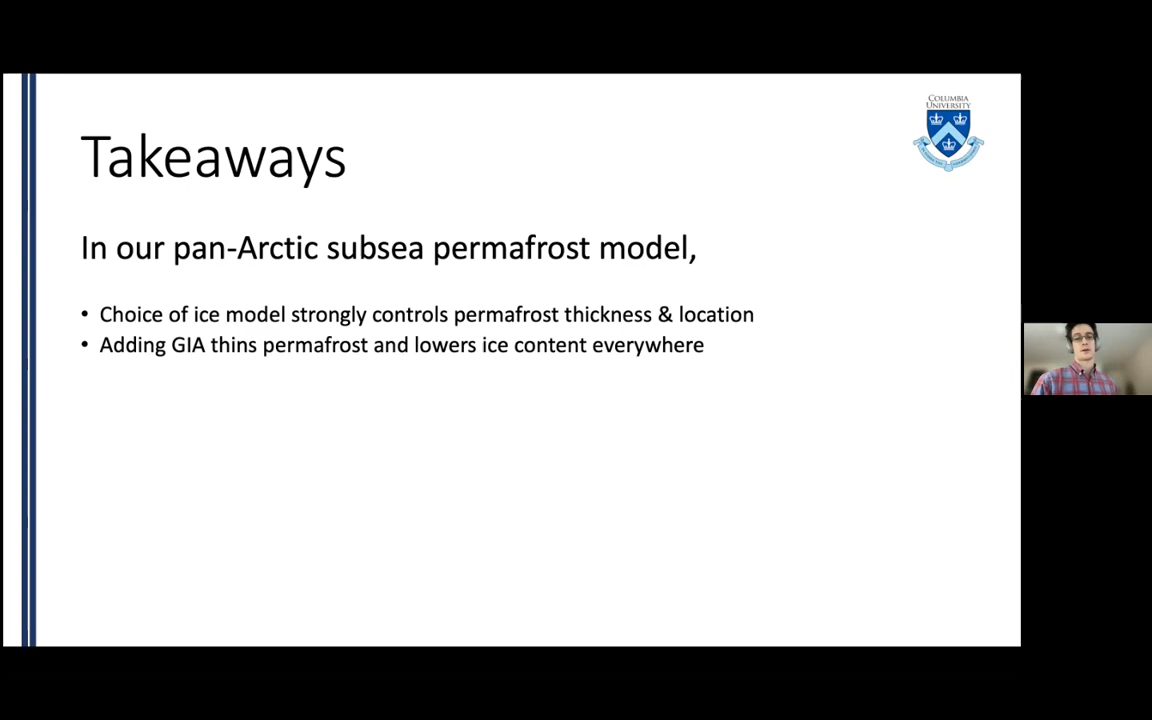 COLUMBIA
UNIVERSITY
Takeaways
In our pan-Arctic subsea permafrost model,
• Choice of ice model strongly controls permafrost thickness & location
• Adding GIA thins permafrost and lowers ice content everywhere